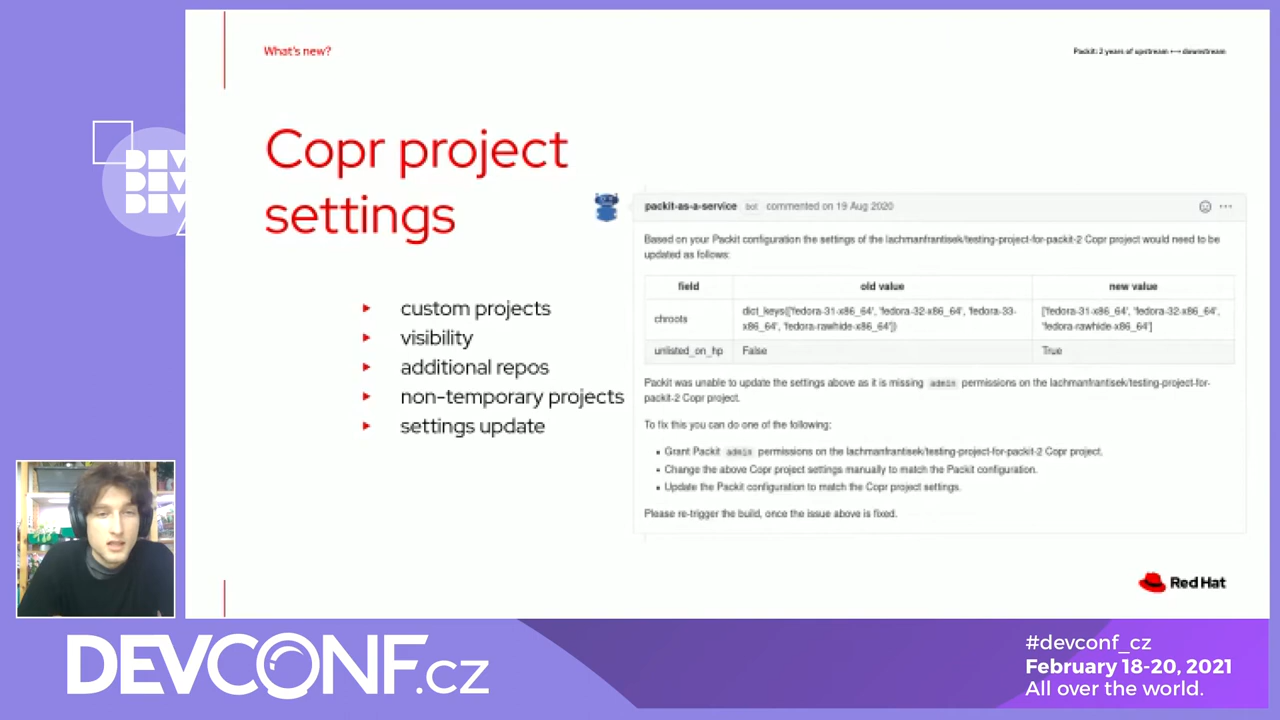 What's new?
Packit: 2 years of upstream ⟷ downstream
DEV
DEV
DEV
Copr project
settings
custom projects
visibility
additional repos
non-temporary projects
settings update
packit-as-a-service bot commented on 19 Aug 2020
Based on your Packit configuration the settings of the lachmanfrantisek/testing-project-for-packit-2 Copr project would need to be
updated as follows:
field old value new value
chroots dict_keys(['fedora-31-x86_64', 'fedora-32-x86_64', 'fedora-33-
x86_64', 'fedora-rawhide-x86_64'])
['fedora-31-x86_64', 'fedora-32-x86_64',
'fedora-rawhide-x86_64']
unlisted_on_hp False True
Packit was unable to update the settings above as it is missing admin permissions on the lachmanfrantisek/testing-project-for-
packit-2 Copr project.
To fix this you can do one of the following:
Grant Packit admin permissions on the lachmanfrantisek/testing-project-for-packit-2 Copr project.
Change the above Copr project settings manually to match the Packit configuration.
Update the Packit configuration to match the Copr project settings.
Please re-trigger the build, once the issue above is fixed.
Red Hat
DEVCONF.cz
#devconf_cz
February 18-20, 2021
All over the world.